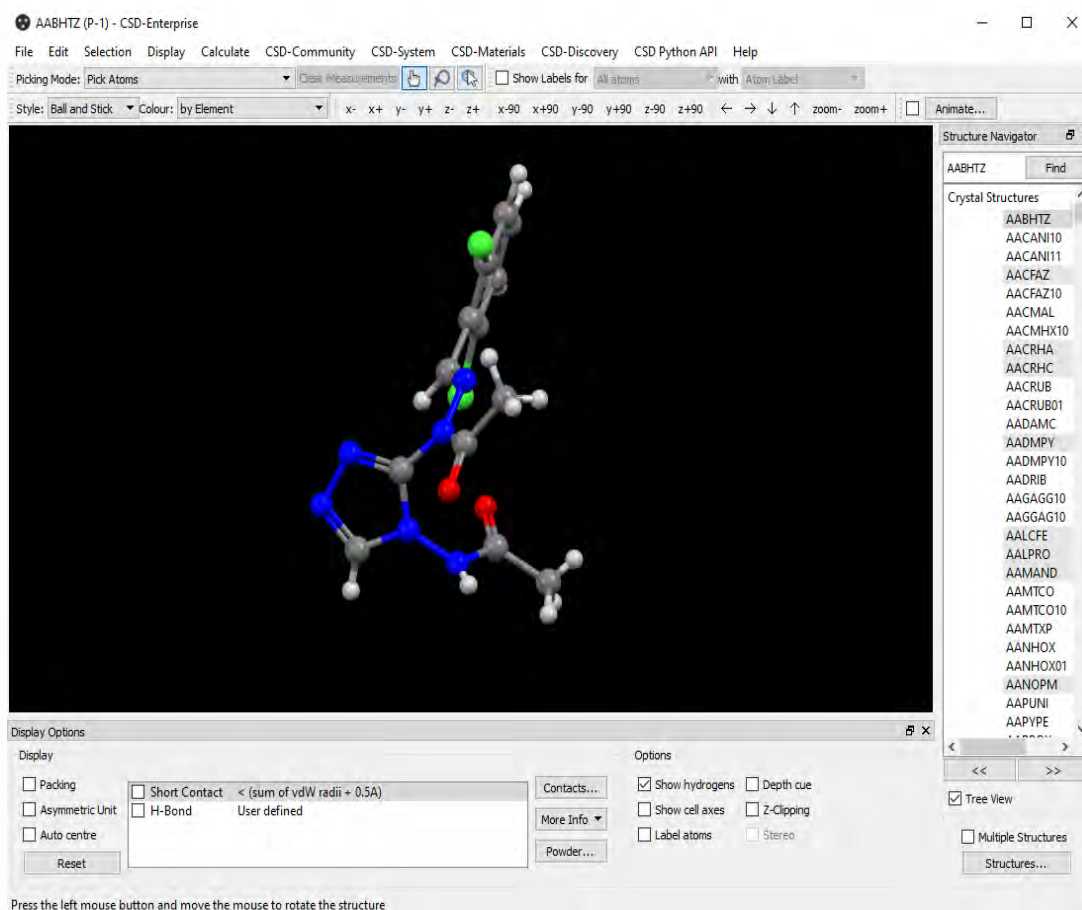 AABHTZ (P-1) - CSD-Enterprise
File Edit Selection Display Calculate CSD-Community CSD-System CSD-Materials CSD-Discovery CSD Python API Help
Picking Mode: Pick Atoms Clear Measurements Show Labels for All atoms with Atom Label
Style: Ball and Stick Colour: by Element x- x+ y- y+ z- z+ x-90 x+90 y-90 y+90 z-90 z+90 ← → ↓ ↑ zoom- zoom+ Animate...
Structure Navigator
AABHTZ Find
Crystal Structures
AABHTZ
AACANI10
AACANI11
AACFAZ
AACFAZ10
AACMAL
AACMHX10
AACRHA
AACRHC
AACRUB
AACRUB01
AADAMC
AADMPY
AADMPY10
AADRIB
AAGAGG10
AAGGAG10
AALCFE
AALPRO
AAMAND
AAMTCO
AAMTCO10
AAMTXP
AANHOX
AANHOX01
AANOPM
AAPUNI
AAPYPE
<< >>
Tree View
Multiple Structures
Structures...
Display Options
Display
Packing
Asymmetric Unit
Auto centre
Reset
Short Contact < (sum of vdW radii + 0.5A)
H-Bond User defined
Contacts...
More Info
Powder...
Options
Show hydrogens Depth cue
Show cell axes Z-Clipping
Label atoms Stereo
Press the left mouse button and move the mouse to rotate the structure